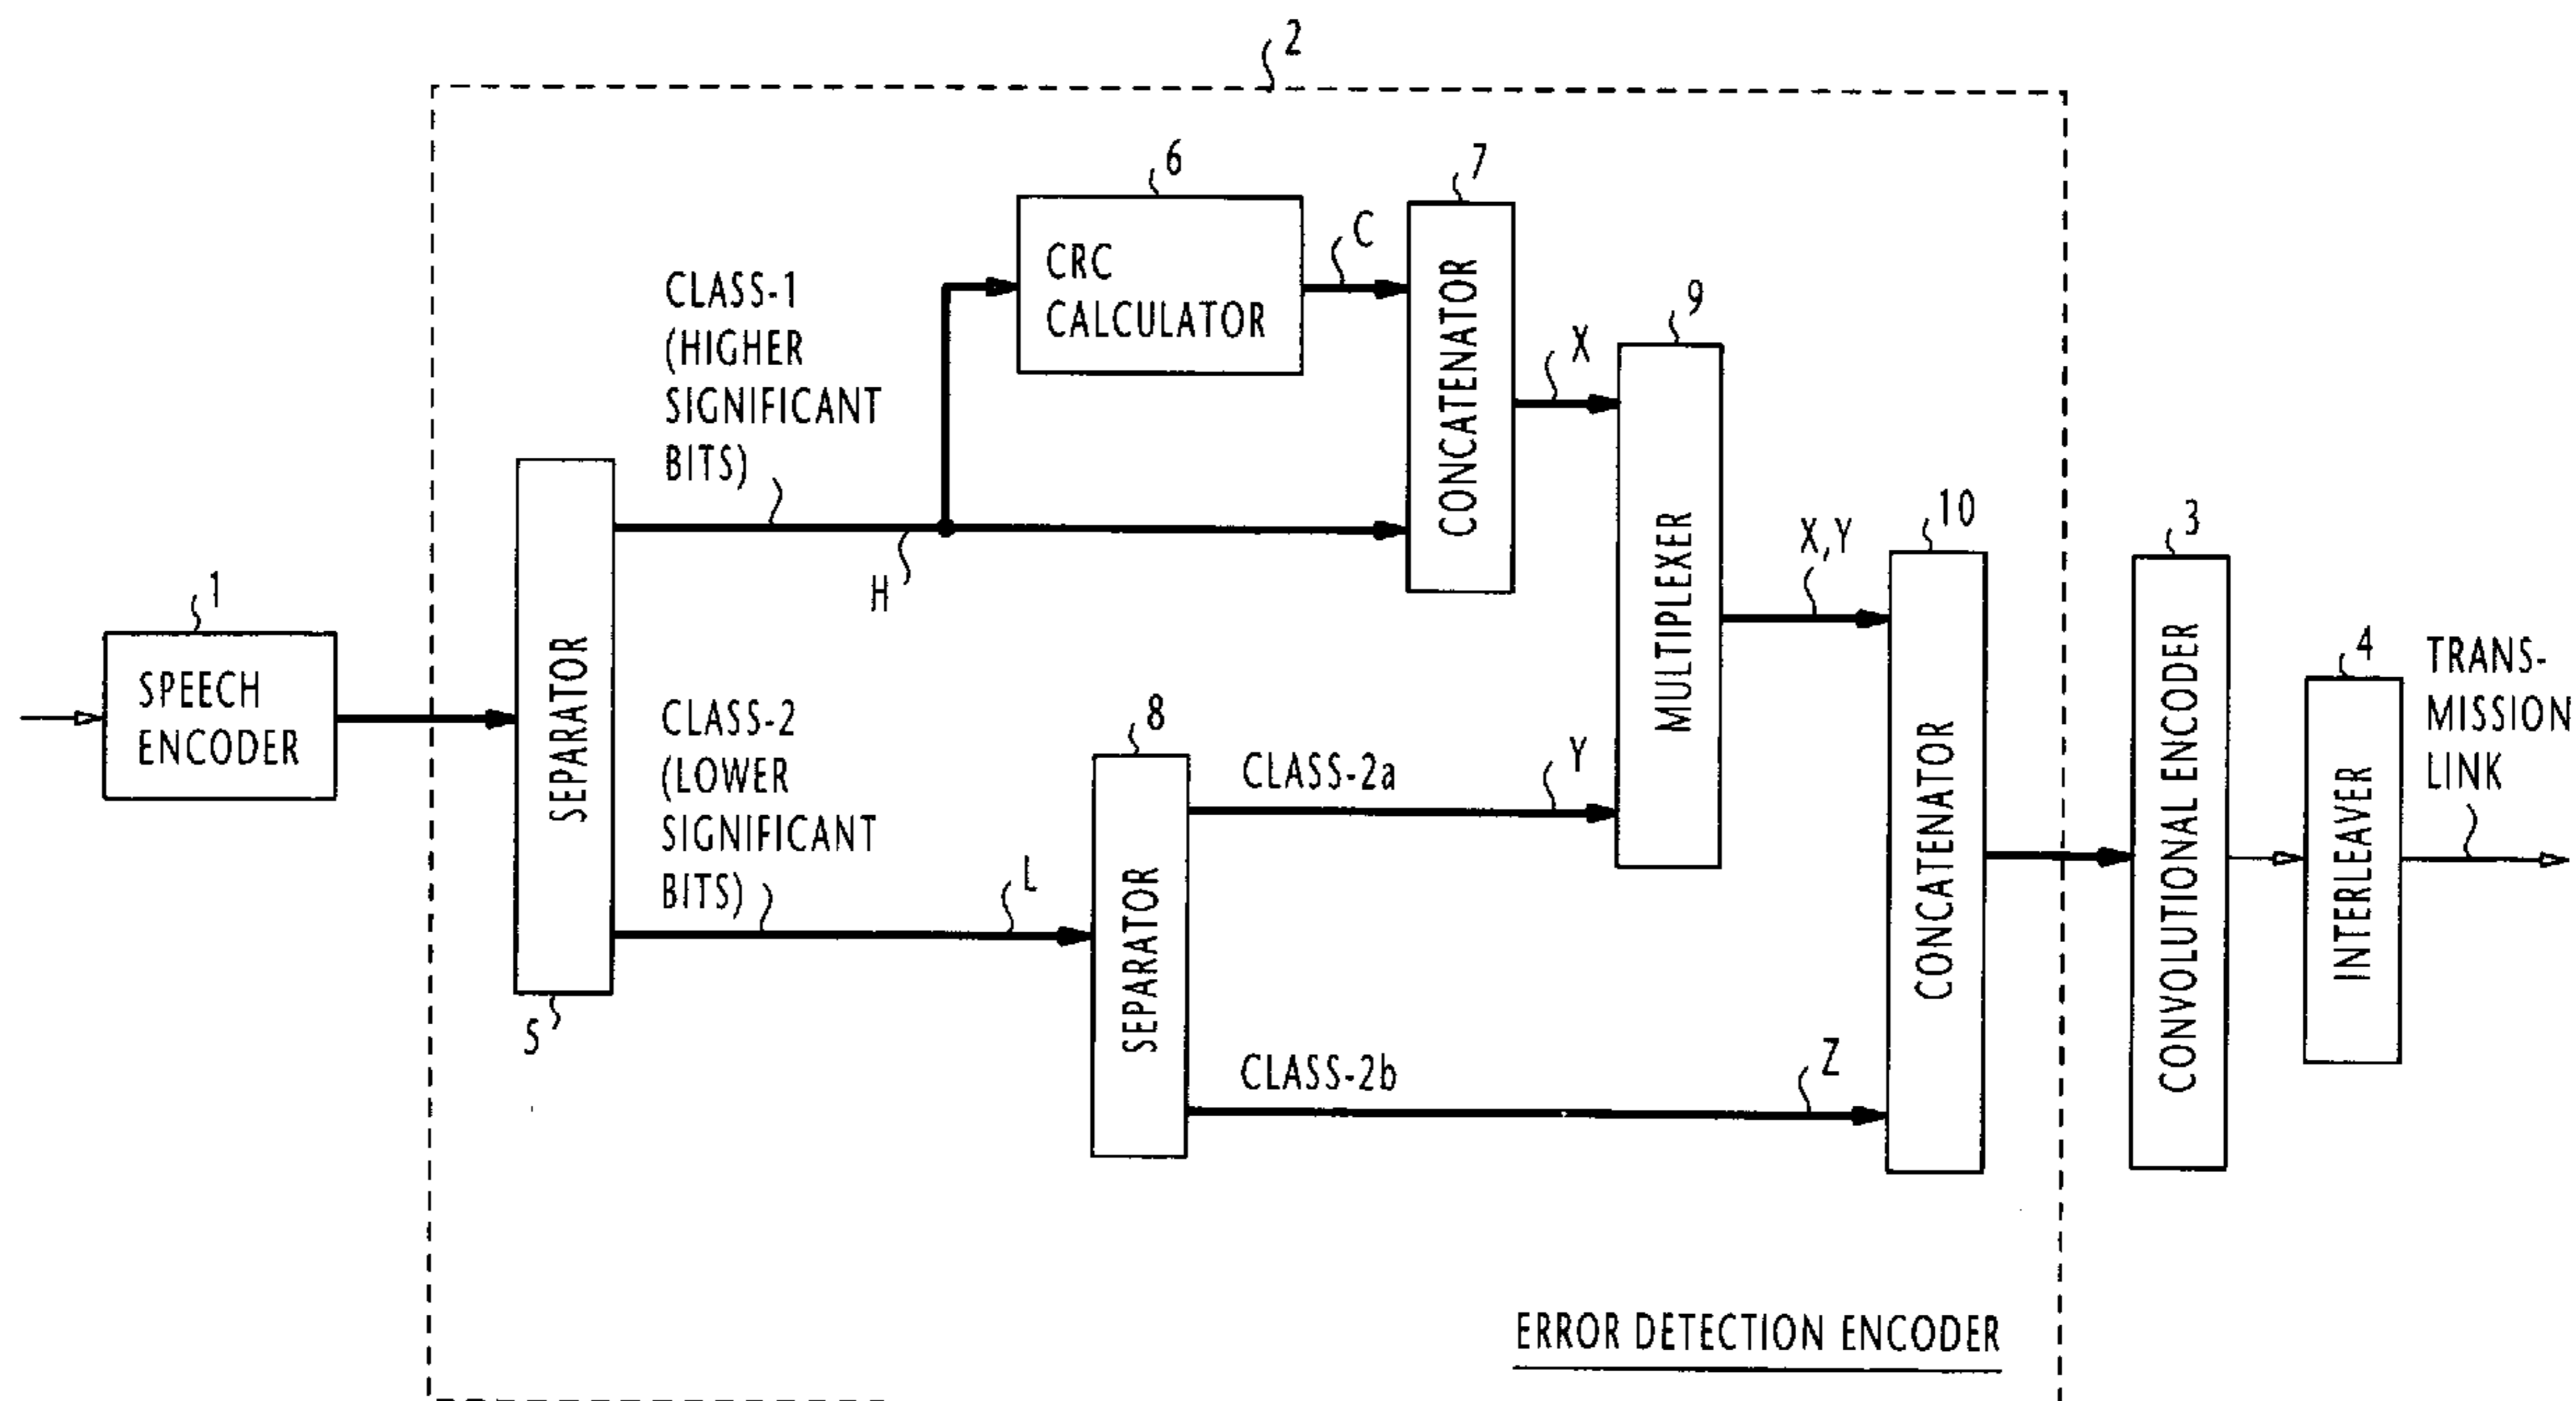 2
6
7
CRC
CALCULATOR
C
CONCATENATOR
CLASS-1
(HIGHER
SIGNIFICANT
BITS)
X
9
MULTIPLEXER
H
X,Y
10
CONCATENATOR
3
CONVOLUTIONAL ENCODER
4
INTERLEAVER
TRANS-
MISSION
LINK
1
SPEECH
ENCODER
SEPARATOR
5
CLASS-2
(LOWER
SIGNIFICANT
BITS)
L
8
SEPARATOR
CLASS-2a
Y
CLASS-2b
Z
ERROR DETECTION ENCODER